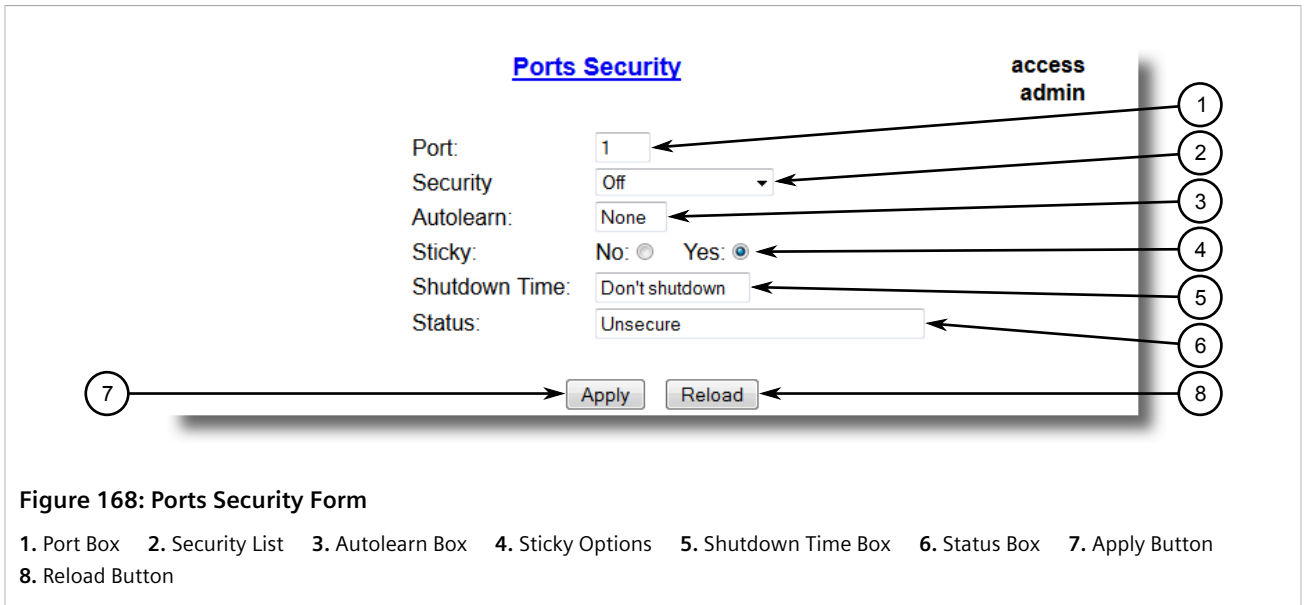 Ports Security
access
admin
1
Port: 1
2
Security Off
3
Autolearn: None
4
Sticky: No: Yes:
5
Shutdown Time: Don't shutdown
6
Status: Unsecure
7
Apply Reload
8
Figure 168: Ports Security Form
1. Port Box 2. Security List 3. Autolearn Box 4. Sticky Options 5. Shutdown Time Box 6. Status Box 7. Apply Button
8. Reload Button